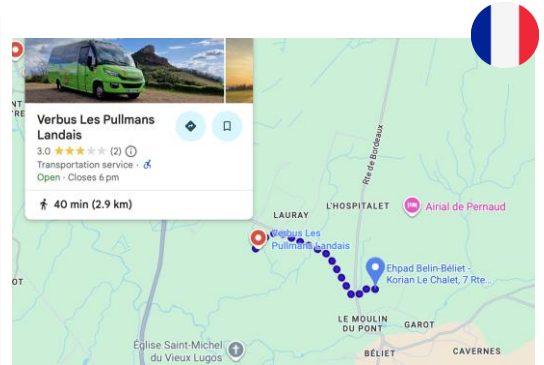 Verbus Les Pullmans
Landais
3.0 ★★★☆☆ (2)
Transportation service ·
Open · Closes 6 pm
40 min (2.9 km)
Rte de Bordeaux
LAURAY
L'HOSPITALET
Airial de Pernaud
Verbus Les
Pullmans Landais
Ehpad Belin-Béliet -
Korian Le Chalet, 7 Rte...
LE MOULIN
DU PONT
GAROT
Église Saint-Michel
du Vieux Lugos
BÉLIET
CAVERNES